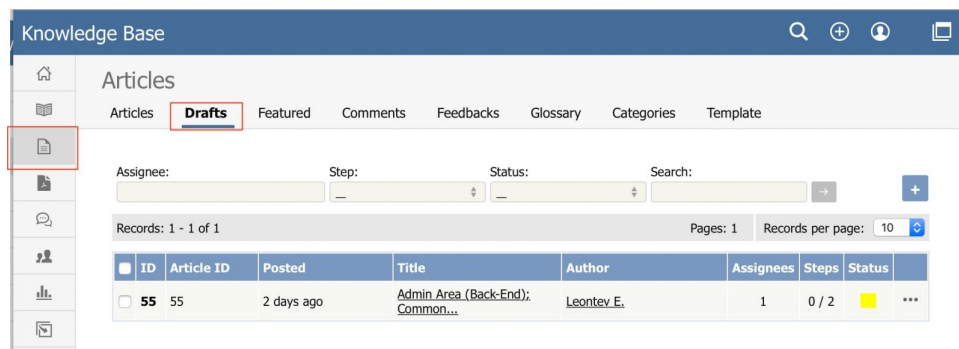 Knowledge Base
Articles
Articles Drafts Featured Comments Feedbacks Glossary Categories Template
Assignee: Step: Status: Search:
__ __
Records: 1 - 1 of 1 Pages: 1 Records per page: 10
ID Article ID Posted Title Author Assignees Steps Status
55 55 2 days ago Admin Area (Back-End); Leontev E. 1 0 / 2 •••
Common...